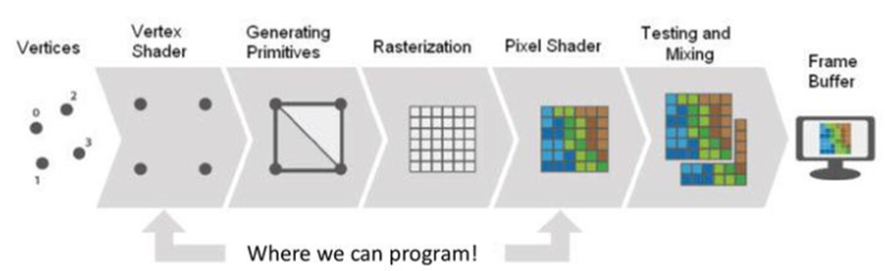 Vertices
Vertex
Shader
Generating
Primitives
Rasterization
Pixel Shader
Testing and
Mixing
Frame
Buffer
0
2
3
1
Where we can program!